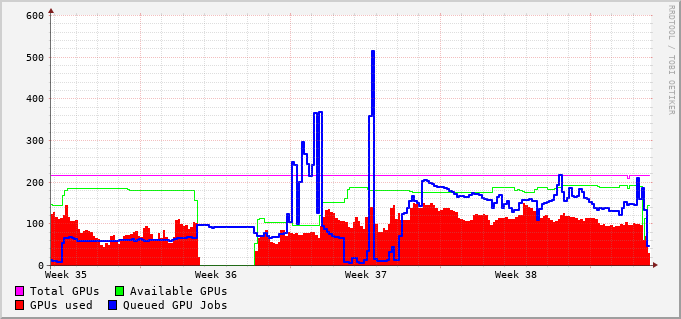 600
500
400
300
200
100
0
Week 35 Week 36 Week 37 Week 38
Total GPUs Available GPUs
GPUs used Queued GPU Jobs
RRDTOOL / TOBI OETIKER